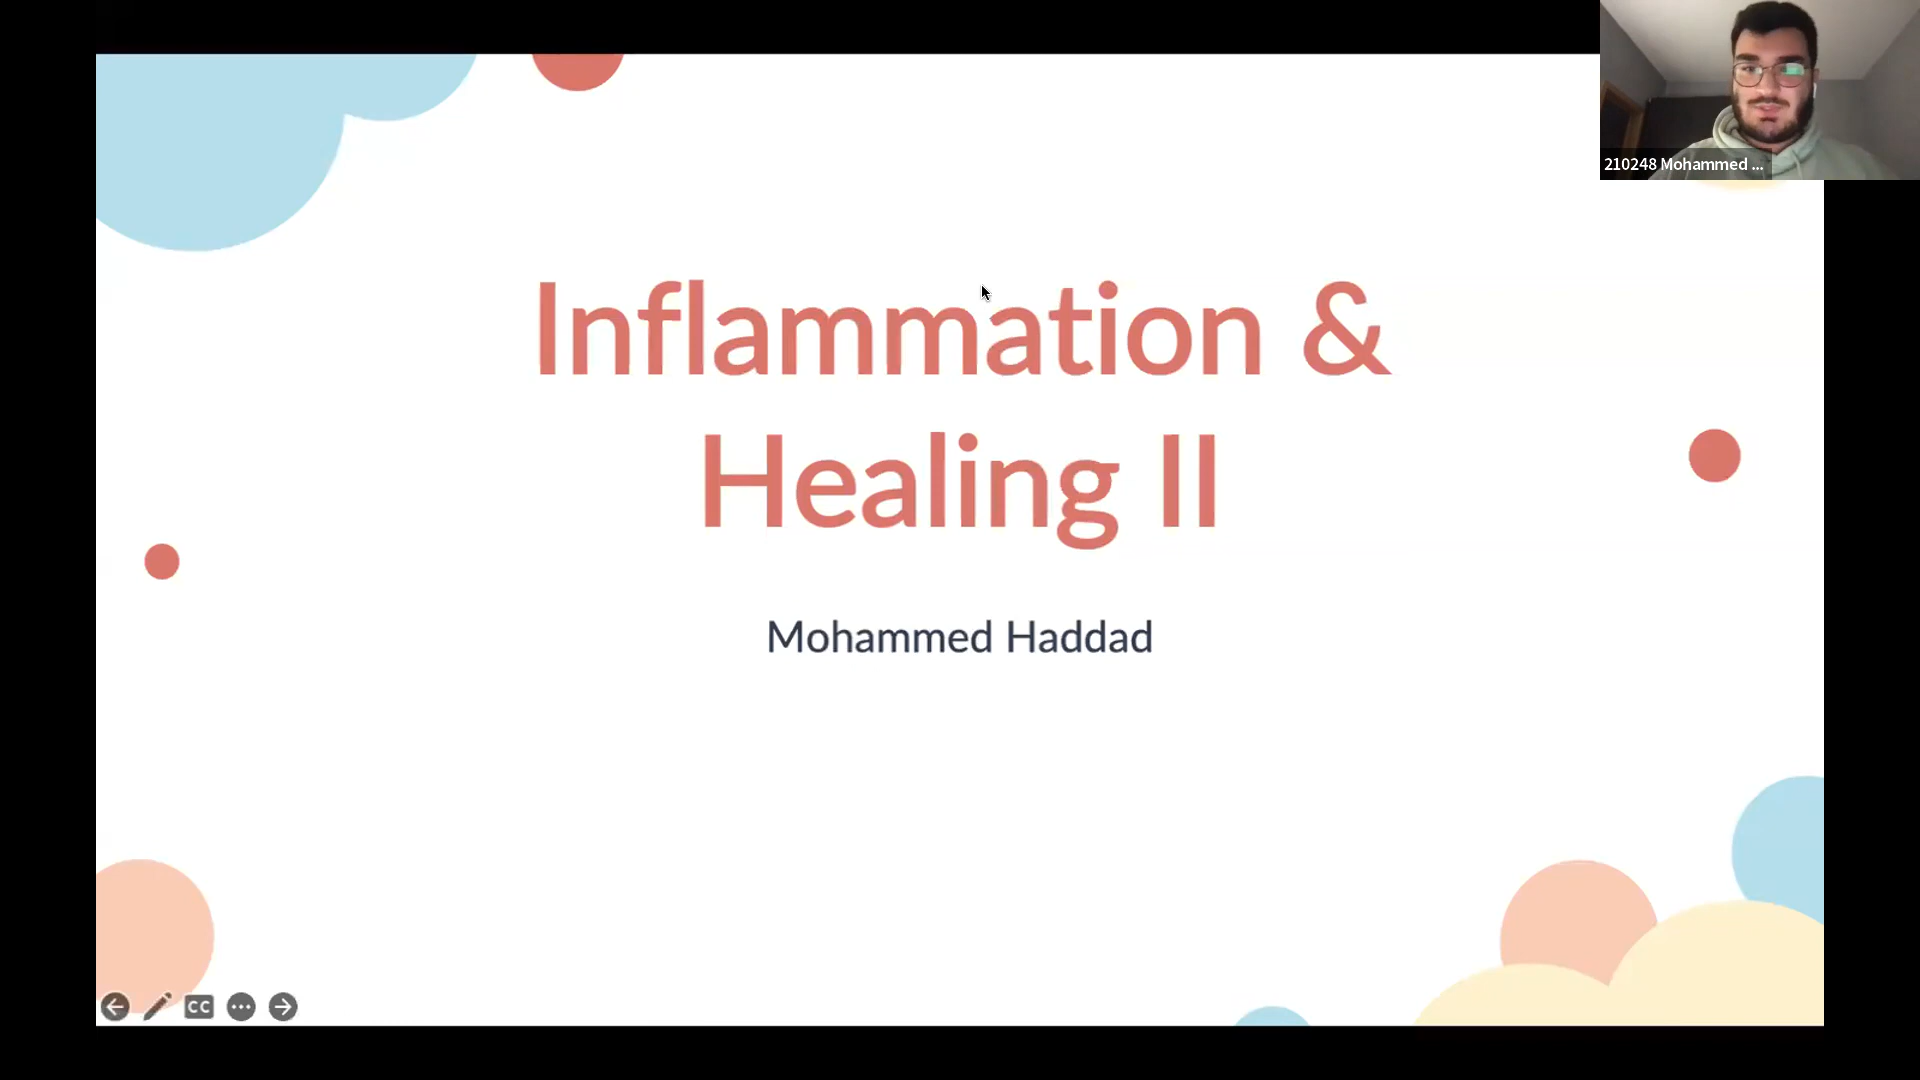 210248 Mohammed ...
Inflammation &
Healing II
Mohammed Haddad
CC